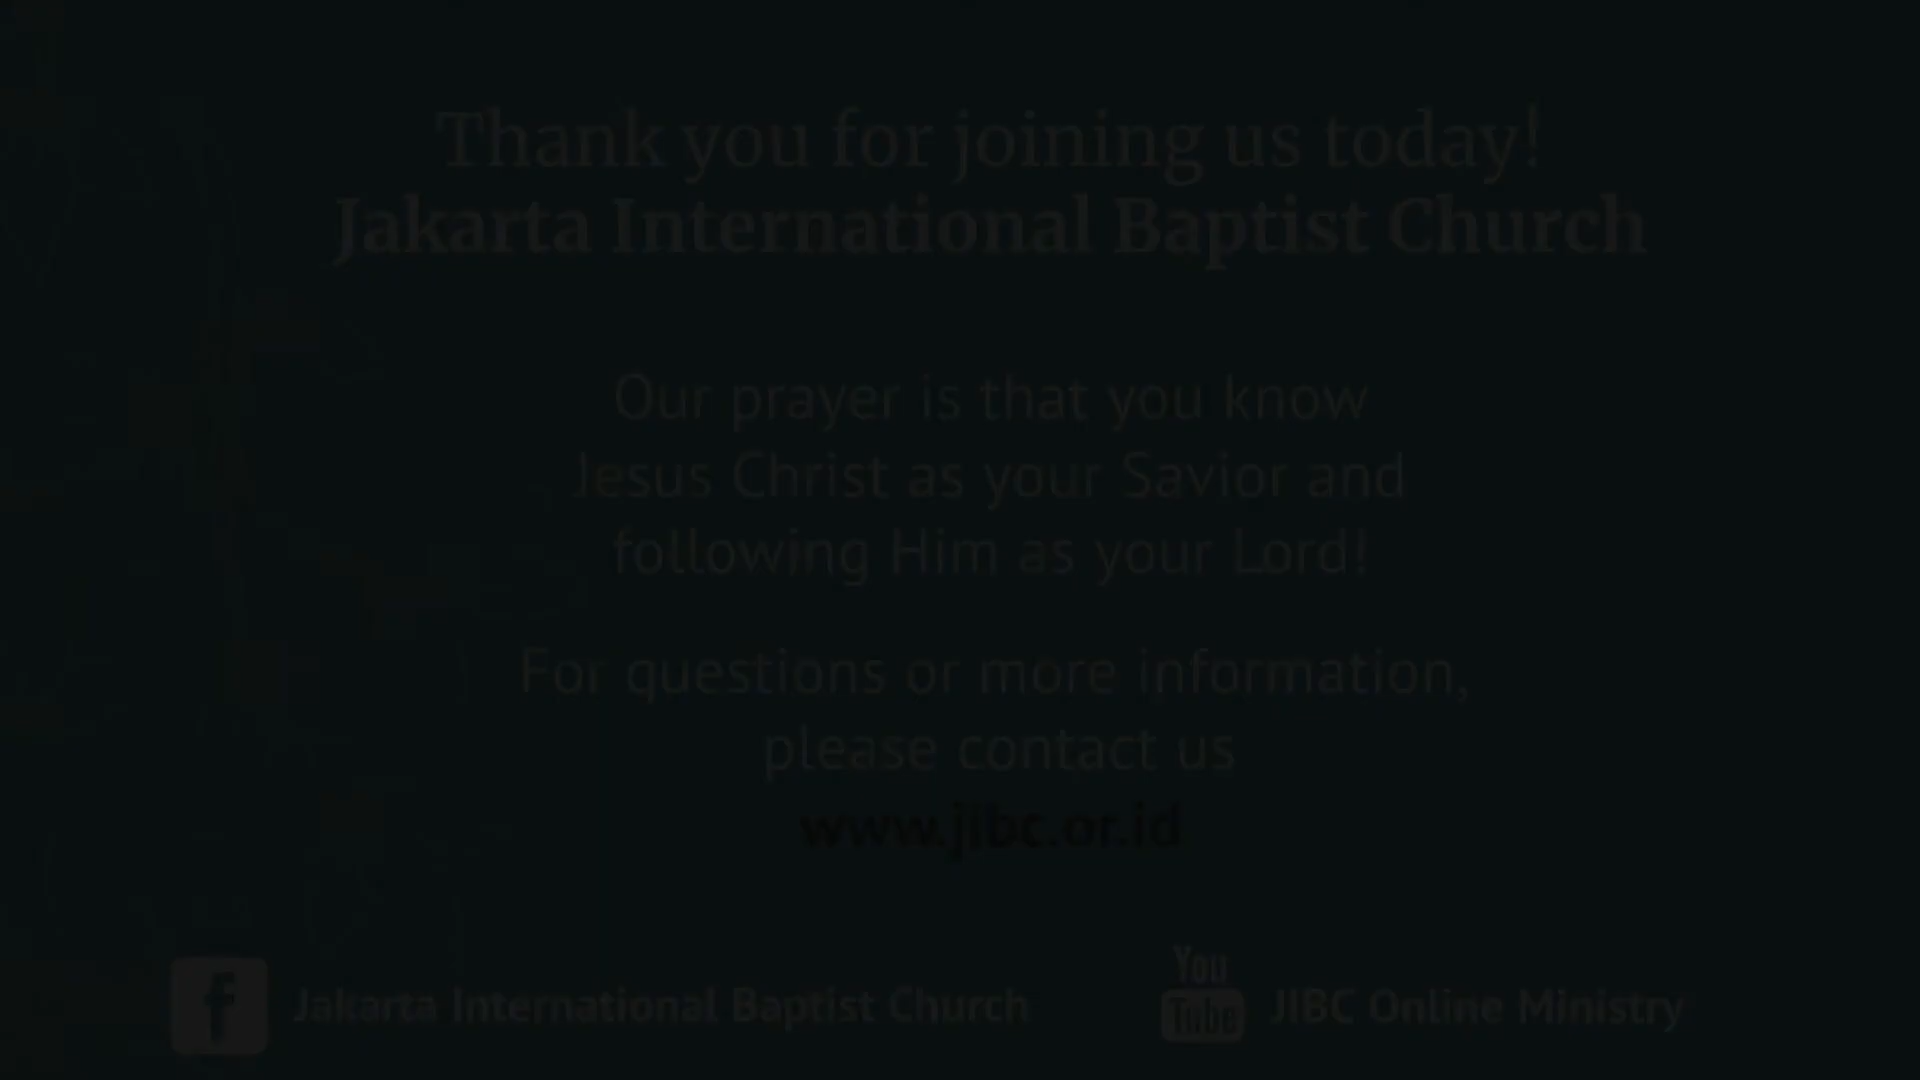 Thank you for joining us today!
Jakarta International Baptist Church
Our prayer is that you know
Jesus Christ as your Savior and
following Him as your Lord!
For questions or more information,
please contact us
www.jibc.or.id
f Jakarta International Baptist Church
You
Tube JIBC Online Ministry